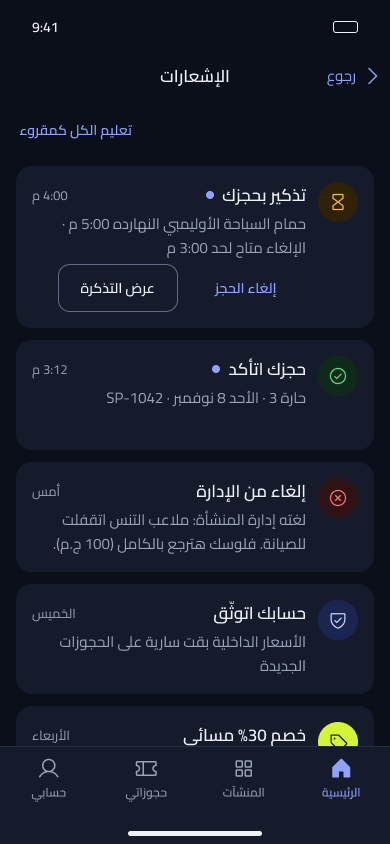 9:41
رجوع
الإشعارات
تعليم الكل كمقروء
تذكير بحجزك
4:00 م
حمام السباحة الأوليمبي النهارده 5:00 م ·
الإلغاء متاح لحد 3:00 م
إلغاء الحجز
عرض التذكرة
حجزك اتأكد
3:12 م
حارة 3 · الأحد 8 نوفمبر · SP-1042
إلغاء من الإدارة
أمس
لغته إدارة المنشأة: ملاعب التنس اتقفلت
للصيانة. فلوسك هترجع بالكامل (100 ج.م).
حسابك اتوثّق
الخميس
الأسعار الداخلية بقت سارية على الحجوزات
الجديدة
خصم 30% مسائي
الأربعاء
الرئيسية
المنشآت
حجوزاتي
حسابي